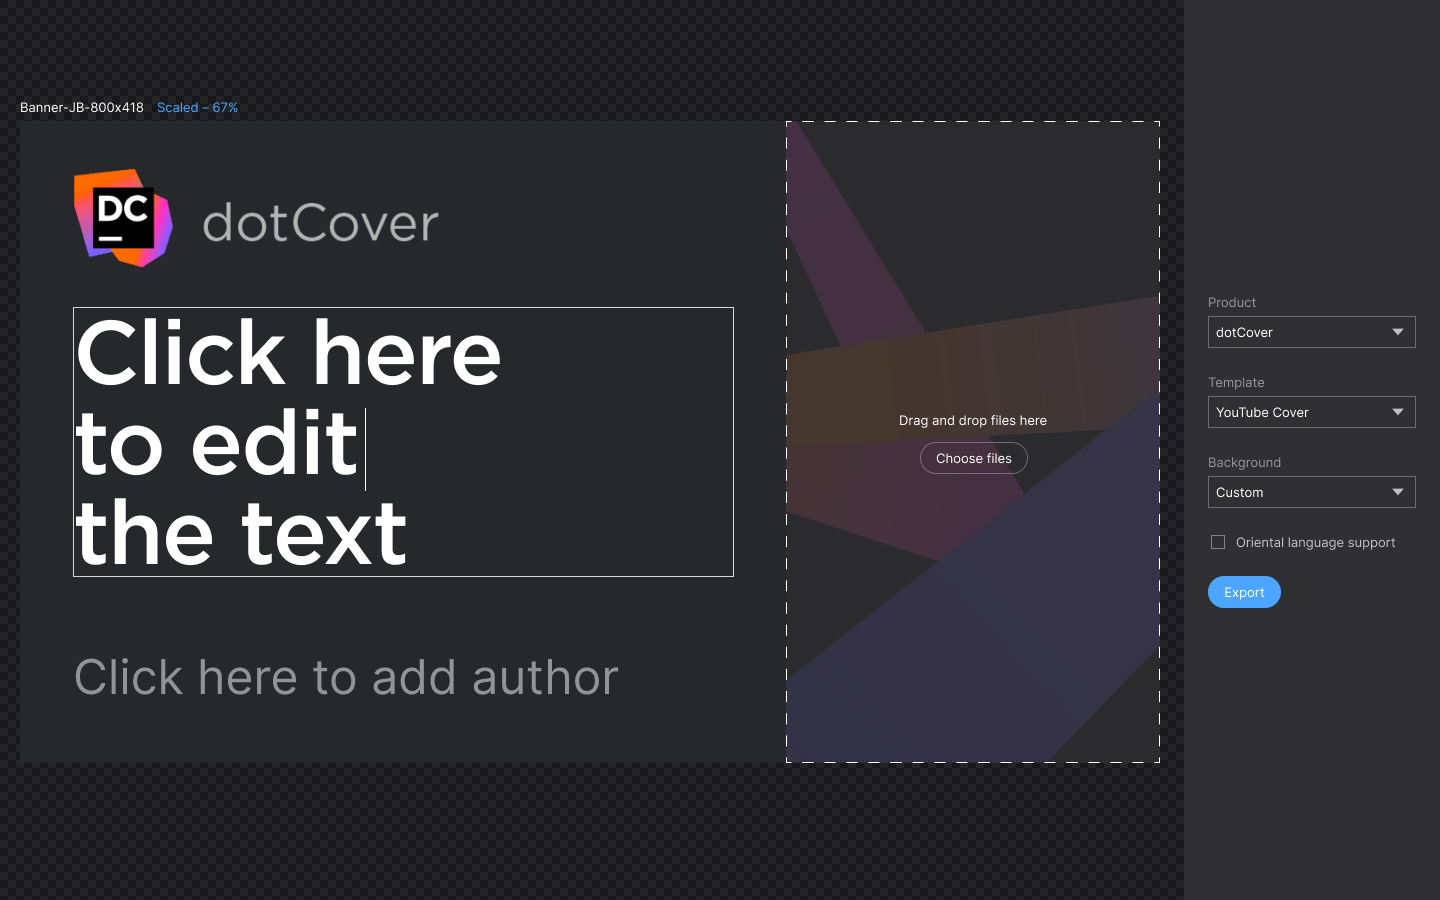 Banner-JB-800x418 Scaled – 67%
DC
dotCover
Click here
to edit
the text
Click here to add author
Drag and drop files here
Choose files
Product
dotCover
Template
YouTube Cover
Background
Custom
Oriental language support
Export